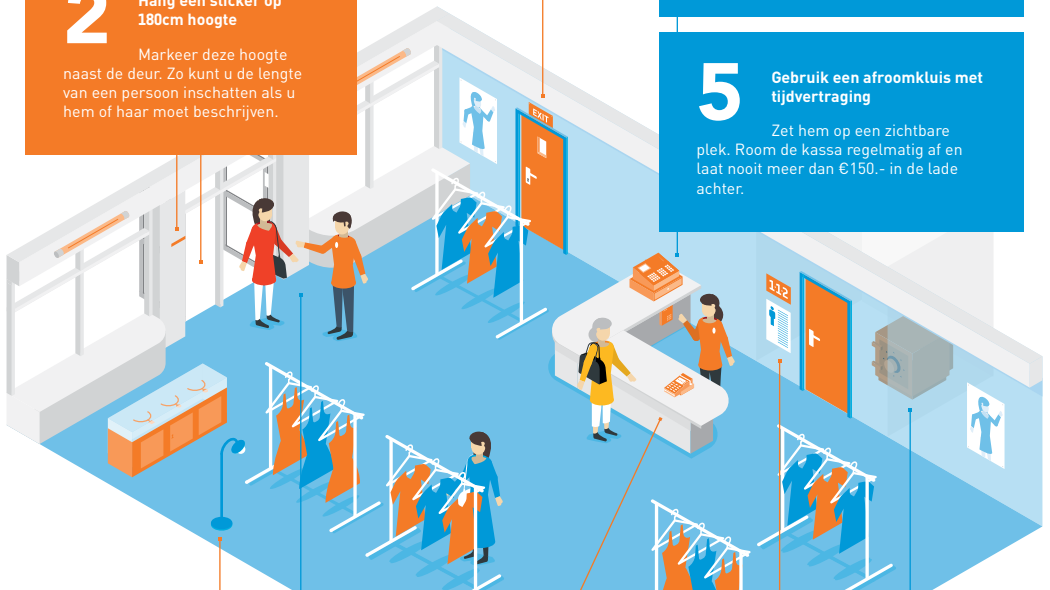 2
Hang een sticker op
180cm hoogte
Markeer deze hoogte
naast de deur. Zo kunt u de lengte
van een persoon inschatten als u
hem of haar moet beschrijven.
5
Gebruik een afroomkluis met
tijdvertraging
Zet hem op een zichtbare
plek. Room de kassa regelmatig af en
laat nooit meer dan €150.- in de lade
achter.
EXIT
112